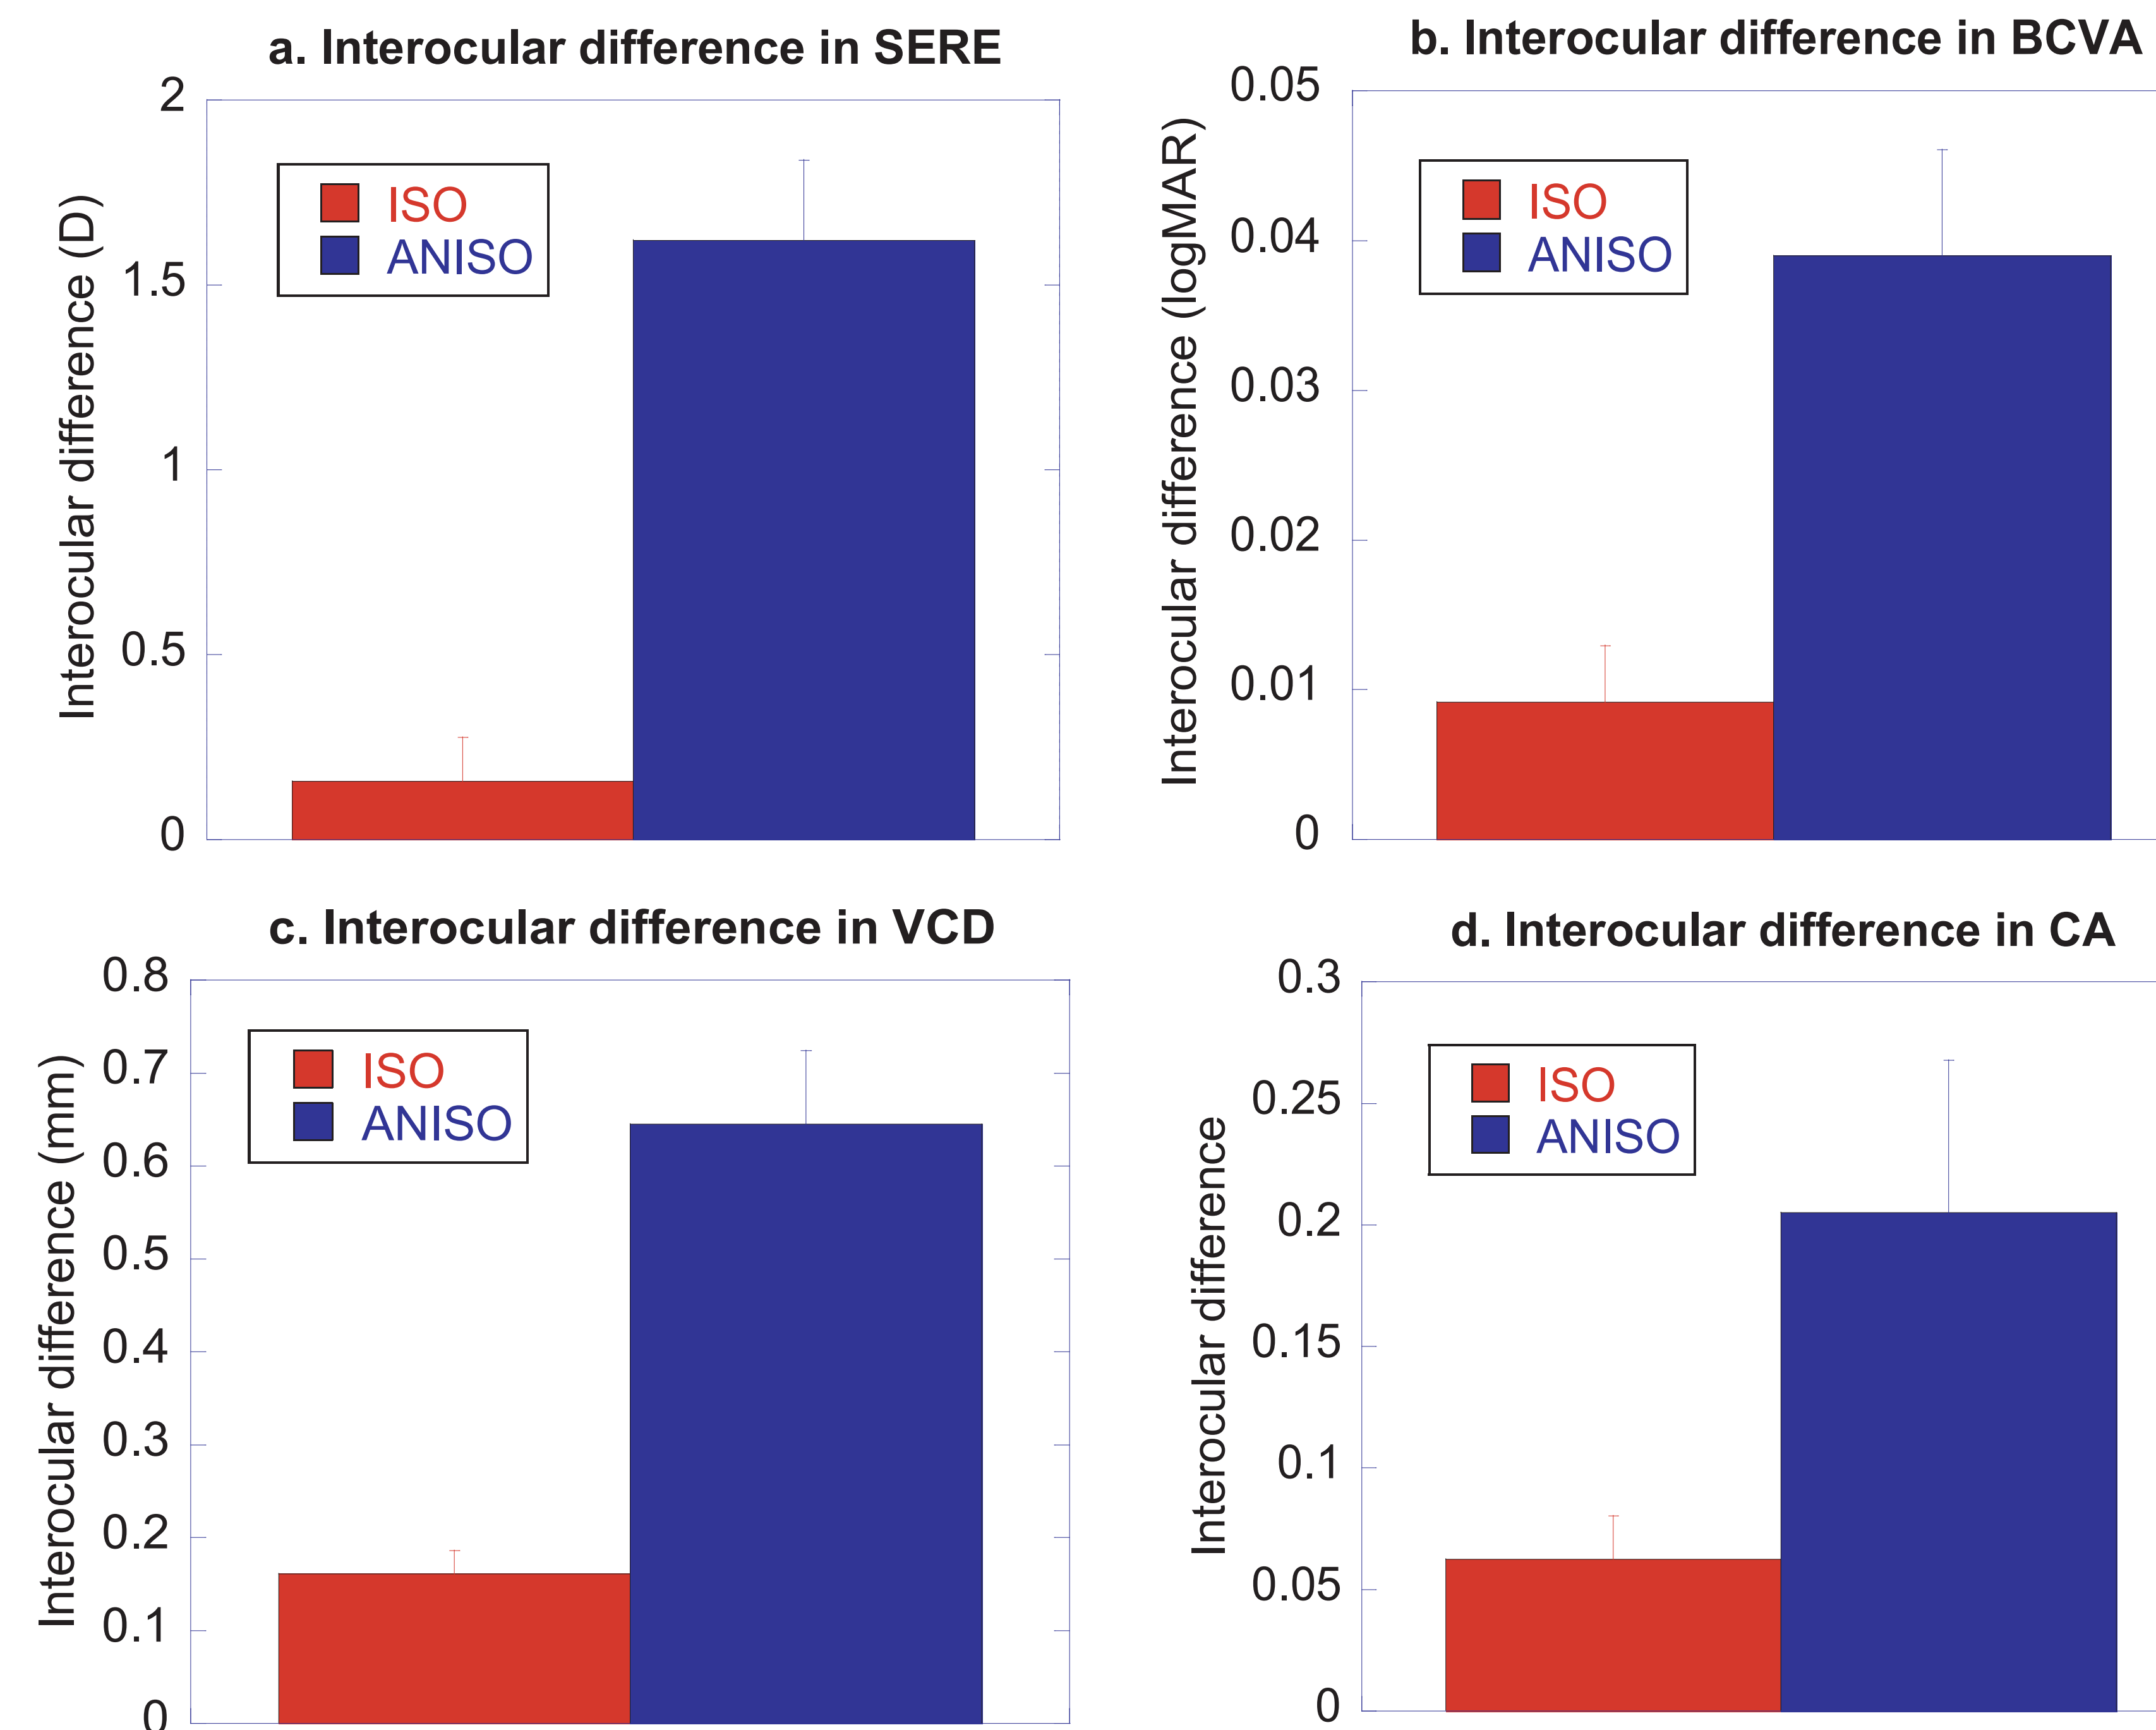 a. Interocular difference in SERE
Interocular difference (D)
2
1.5
1
0.5
0
ISO
ANISO
b. Interocular difference in BCVA
Interocular difference (logMAR)
0.05
0.04
0.03
0.02
0.01
0
ISO
ANISO
c. Interocular difference in VCD
Interocular difference (mm)
0.8
0.7
0.6
0.5
0.4
0.3
0.2
0.1
0
ISO
ANISO
d. Interocular difference in CA
Interocular difference
0.3
0.25
0.2
0.15
0.1
0.05
0
ISO
ANISO